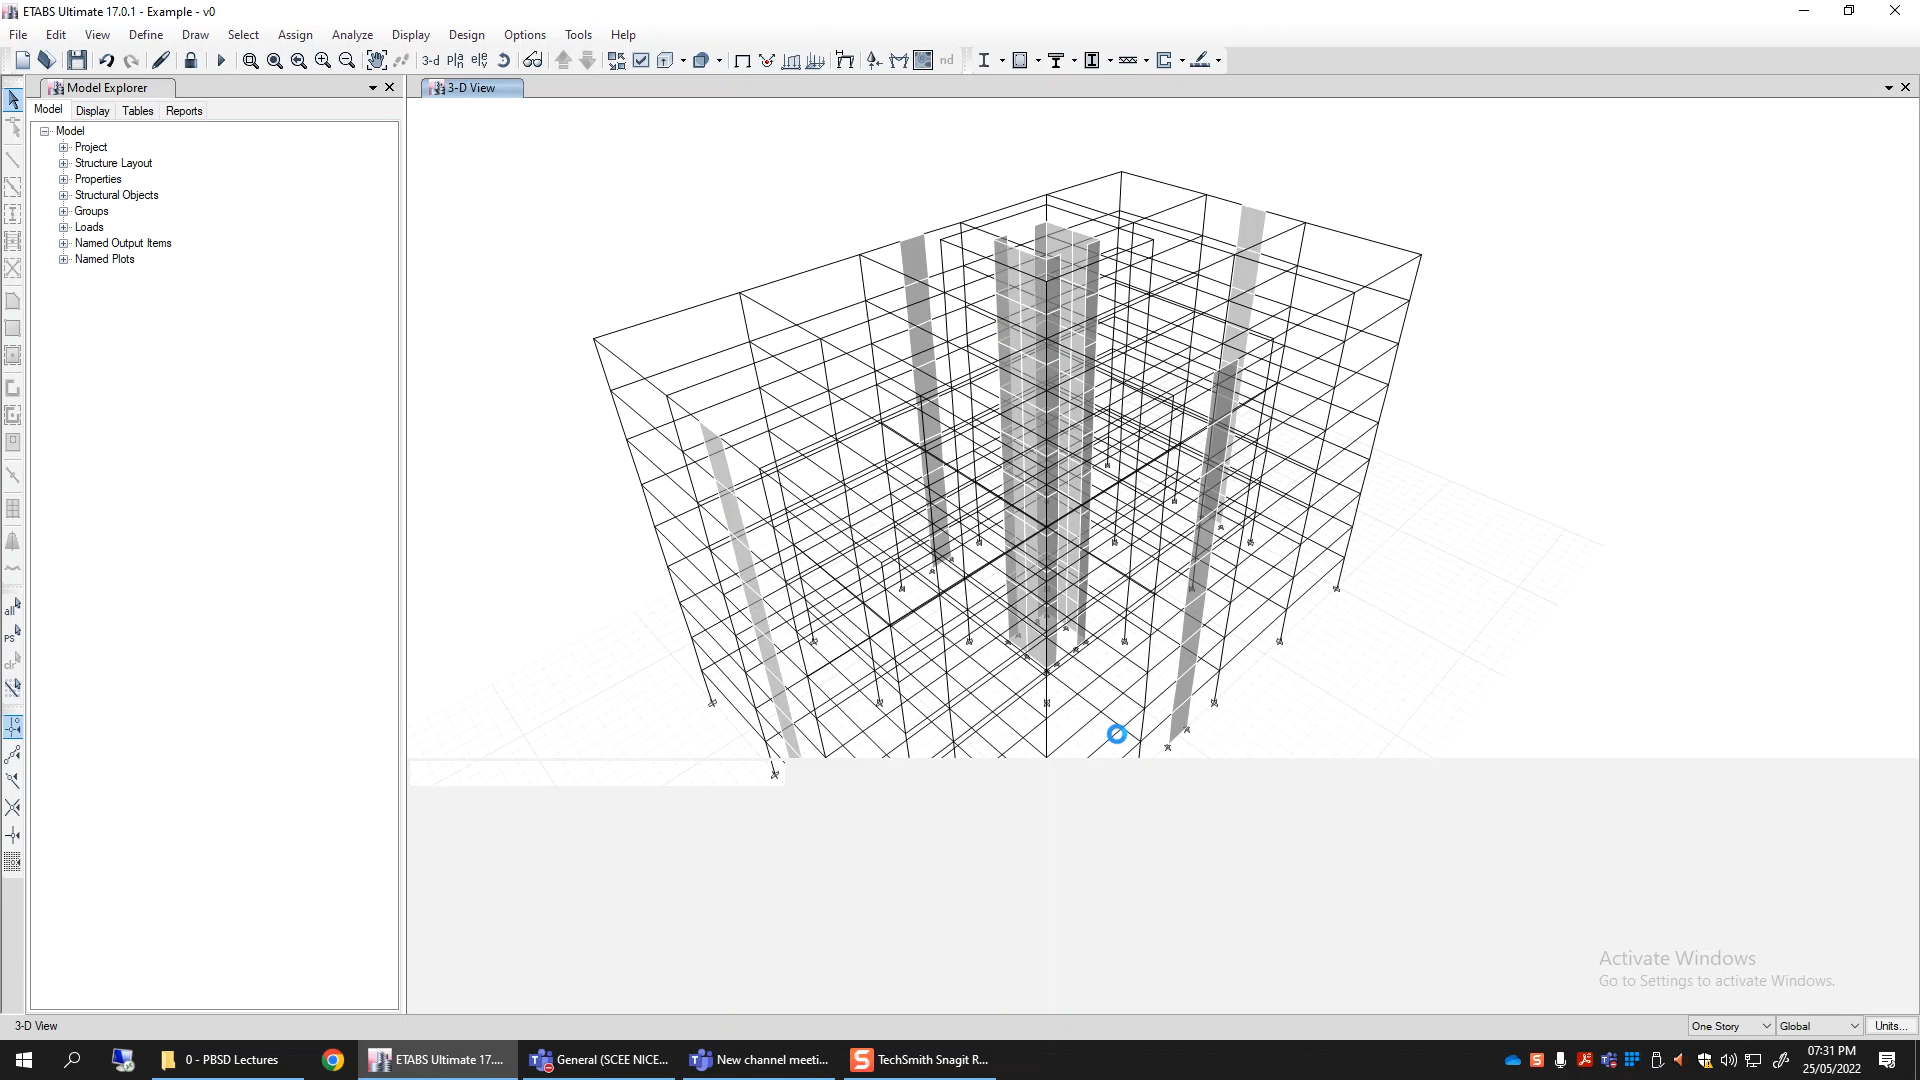 ETABS Ultimate 17.0.1 - Example - v0
File Edit View Define Draw Select Assign Analyze Display Design Options Tools Help
3-d
nd
Model Explorer
3-D View
Model Display Tables Reports
Model
Project
Structure Layout
Properties
Structural Objects
Groups
Loads
Named Output Items
Named Plots
all
PS
clr
Activate Windows
Go to Settings to activate Windows.
3-D View
One Story Global Units...
0 - PBSD Lectures ETABS Ultimate 17.... General (SCEE NICE... New channel meeti... TechSmith Snagit R...
07:31 PM
25/05/2022